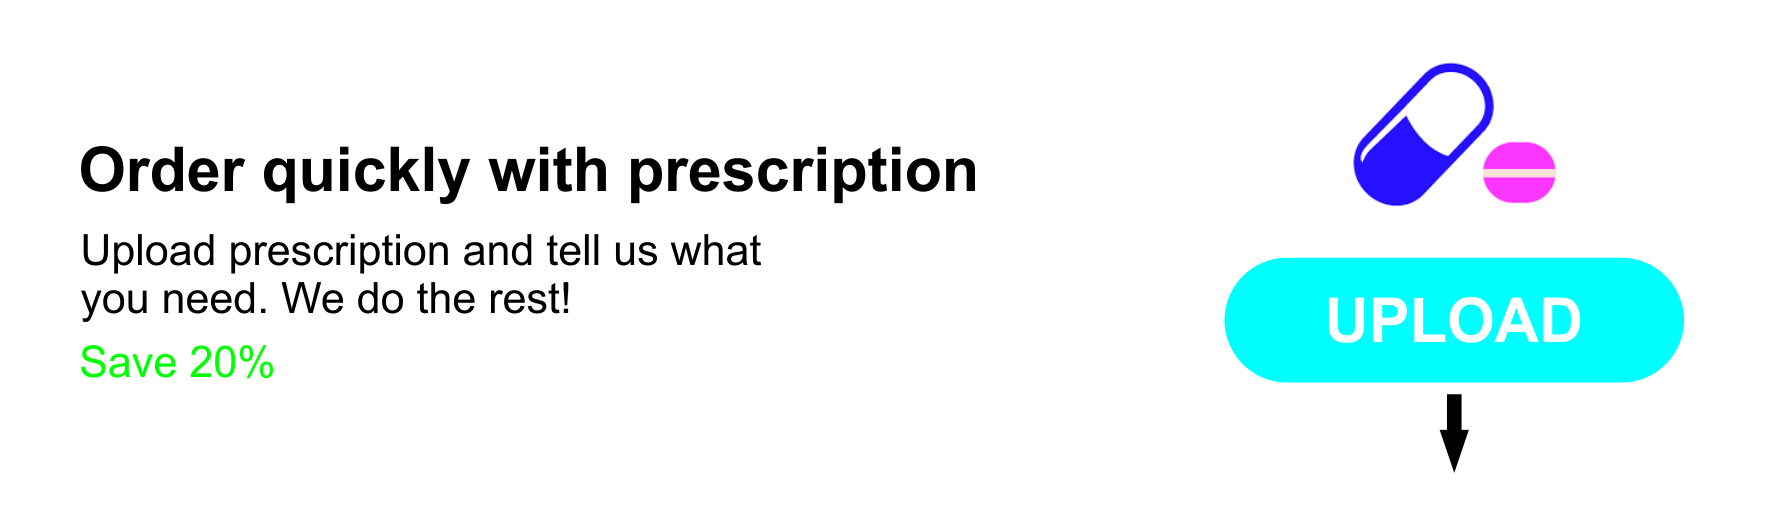 Order quickly with prescription
Upload prescription and tell us what
you need. We do the rest!
Save 20%
UPLOAD